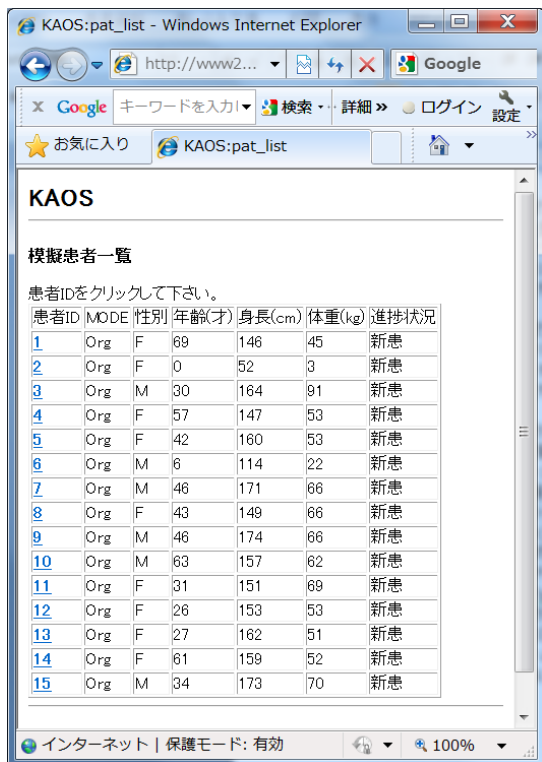 KAOS:pat_list - Windows Internet Explorer
http://www2... Google
x Google キーワードを入力し 検索 詳細 » ログイン 設定
お気に入り KAOS:pat_list »
KAOS
模擬患者一覧
患者IDをクリックして下さい。
患者ID MODE 性別 年齢(才) 身長(cm) 体重(kg) 進捗状況
1 Org F 69 146 45 新患
2 Org F 0 52 3 新患
3 Org M 30 164 91 新患
4 Org F 57 147 53 新患
5 Org F 42 160 53 新患
6 Org M 6 114 22 新患
7 Org M 46 171 66 新患
8 Org F 43 149 66 新患
9 Org M 46 174 66 新患
10 Org M 63 157 62 新患
11 Org F 31 151 69 新患
12 Org F 26 153 53 新患
13 Org F 27 162 51 新患
14 Org F 61 159 52 新患
15 Org M 34 173 70 新患
インターネット | 保護モード: 有効 100%